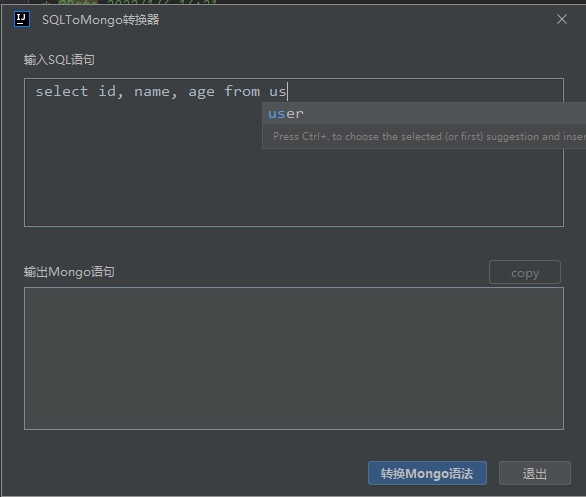 SQLToMongo转换器
输入SQL语句
select id, name, age from us
user
Press Ctrl+. to choose the selected (or first) suggestion and inser
输出Mongo语句
copy
转换Mongo语法
退出